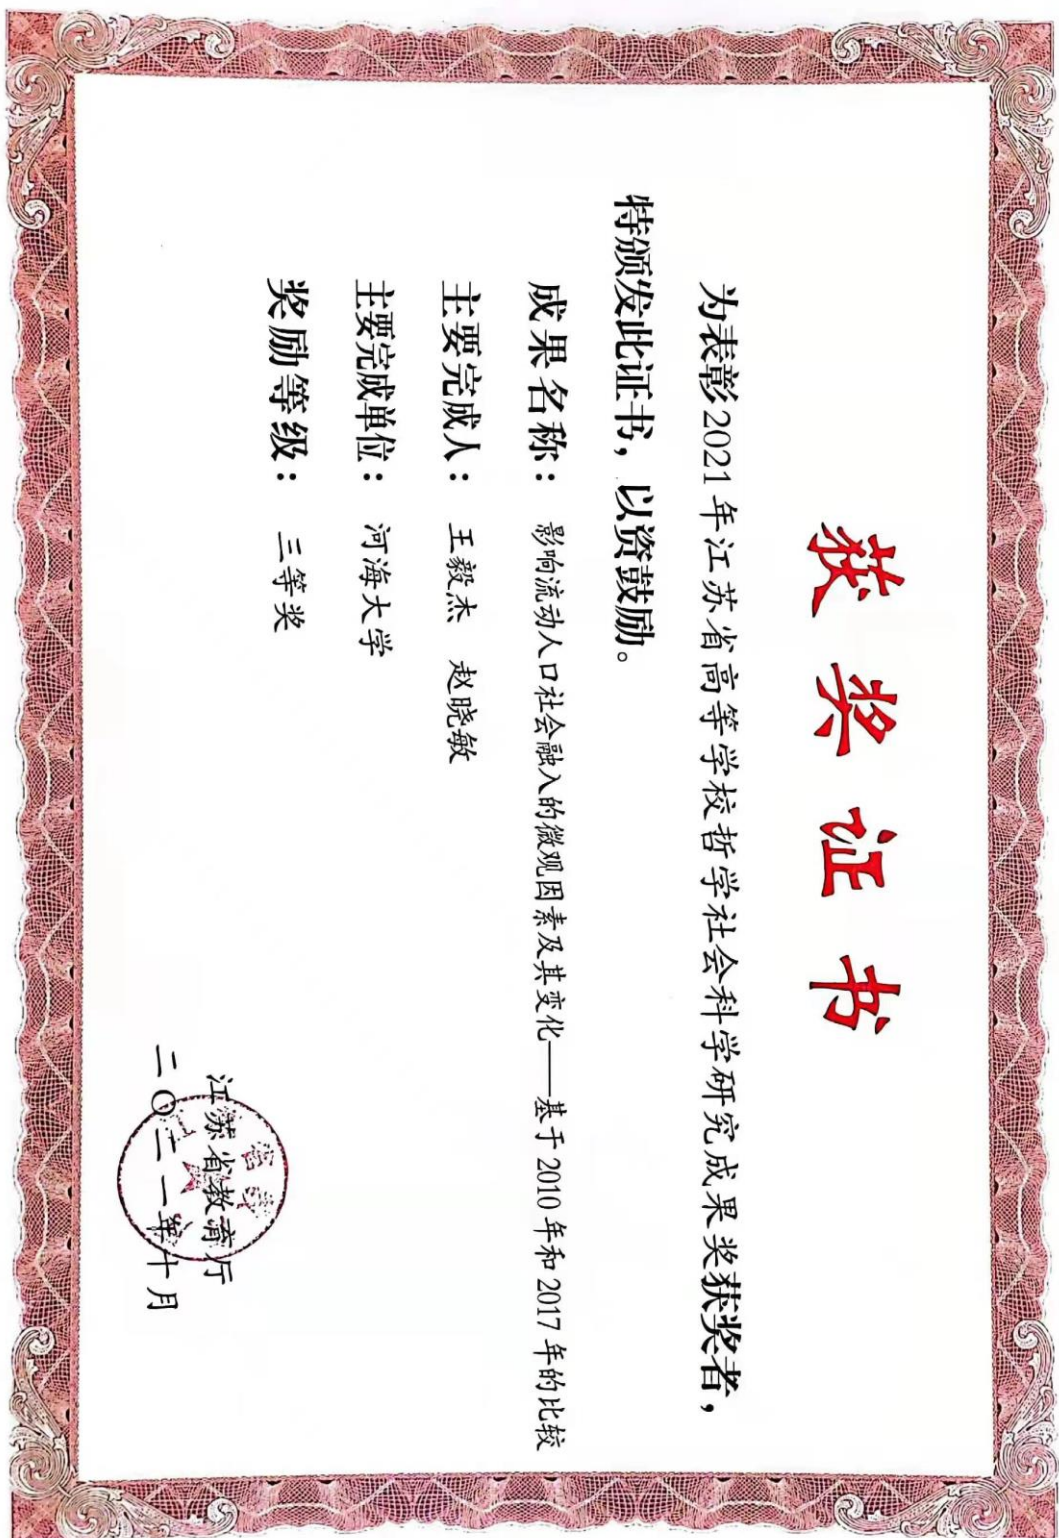 获奖证书
为表彰2021年江苏省高等学校哲学社会科学研究成果奖获奖者，
特颁发此证书，以资鼓励。
成果名称：影响流动人口社会融入的微观因素及其变化——基于2010年和2017年的比较
主要完成人：王毅杰 赵晓敏
主要完成单位：河海大学
奖励等级：三等奖
江苏省教育厅
二〇二一年十月